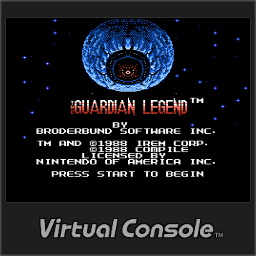 THE GUARDIAN LEGEND™
BY
BRODERBUND SOFTWARE INC.
TM AND ©1988 IREM CORP.
©1988 COMPILE
LICENSED BY
NINTENDO OF AMERICA INC.
PRESS START TO BEGIN
Virtual Console™